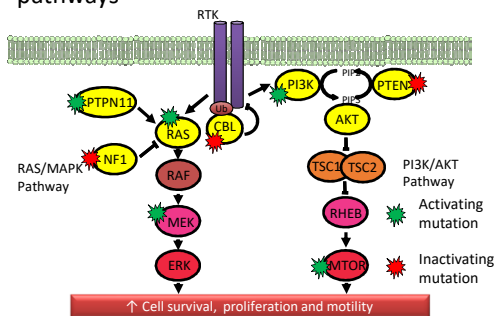 pathways
RTK
PTPN11
NF1
RAS/MAPK
Pathway
RAS
Ub
CBL
RAF
MEK
ERK
PI3K
PIP2
PIP3
PTEN
AKT
TSC1
TSC2
RHEB
MTOR
PI3K/AKT
Pathway
Activating
mutation
Inactivating
mutation
↑ Cell survival, proliferation and motility